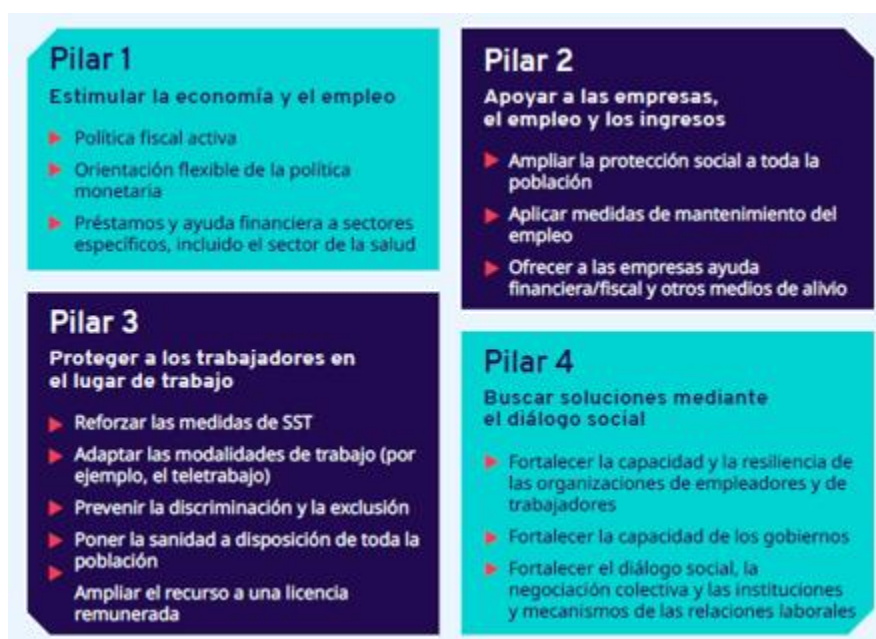 Pilar 1
Estimular la economía y el empleo
Política fiscal activa
Orientación flexible de la política
monetaria
Préstamos y ayuda financiera a sectores
específicos, incluido el sector de la salud
Pilar 2
Apoyar a las empresas,
el empleo y los ingresos
Ampliar la protección social a toda la
población
Aplicar medidas de mantenimiento del
empleo
Ofrecer a las empresas ayuda
financiera/fiscal y otros medios de alivio
Pilar 3
Proteger a los trabajadores en
el lugar de trabajo
Reforzar las medidas de SST
Adaptar las modalidades de trabajo (por
ejemplo, el teletrabajo)
Prevenir la discriminación y la exclusión
Poner la sanidad a disposición de toda la
población
Ampliar el recurso a una licencia
remunerada
Pilar 4
Buscar soluciones mediante
el diálogo social
Fortalecer la capacidad y la resiliencia de
las organizaciones de empleadores y de
trabajadores
Fortalecer la capacidad de los gobiernos
Fortalecer el diálogo social, la
negociación colectiva y las instituciones
y mecanismos de las relaciones laborales